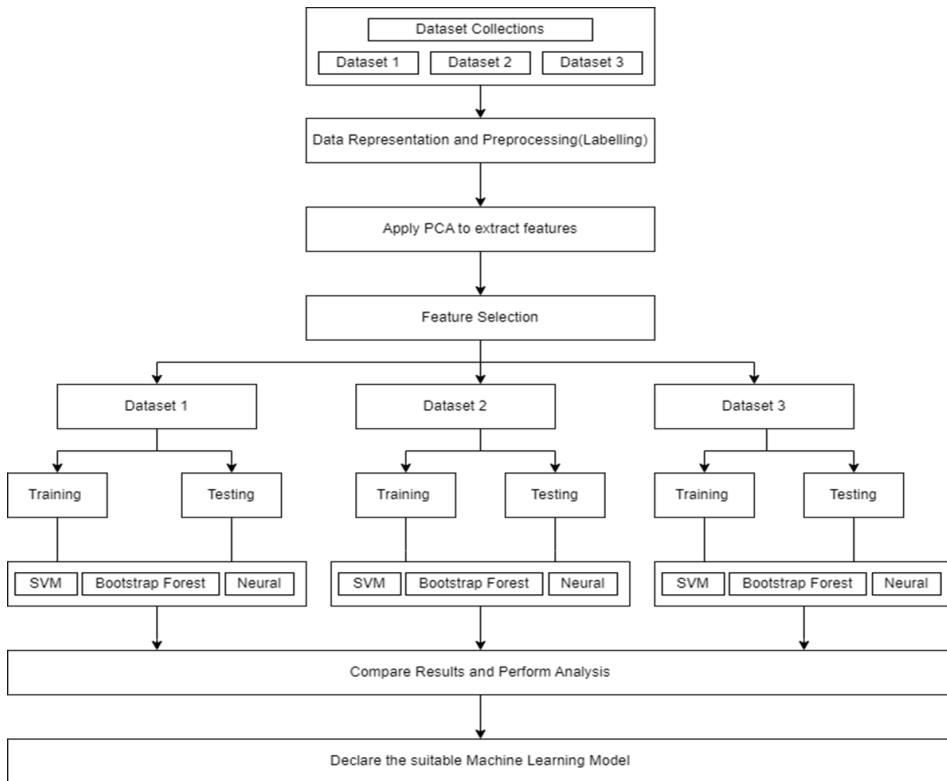 Dataset Collections
Dataset 1 Dataset 2 Dataset 3
Data Representation and Preprocessing(Labelling)
Apply PCA to extract features
Feature Selection
Dataset 1 Dataset 2 Dataset 3
Training Testing Training Testing Training Testing
SVM Bootstrap Forest Neural SVM Bootstrap Forest Neural SVM Bootstrap Forest Neural
Compare Results and Perform Analysis
Declare the suitable Machine Learning Model